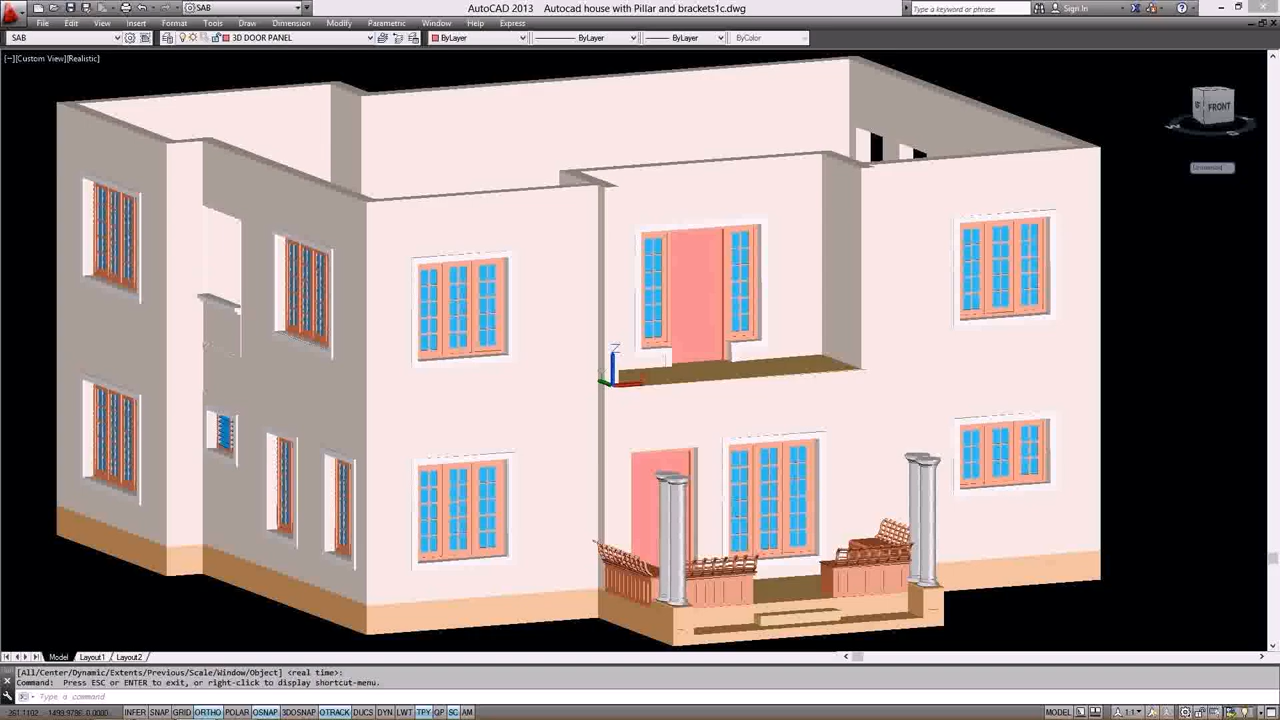 SAB
AutoCAD 2013 Autocad house with Pillar and brackets1c.dwg
Type a keyword or phrase
Sign In
File Edit View Insert Format Tools Draw Dimension Modify Parametric Window Help Express
SAB
3D DOOR PANEL
ByLayer
ByLayer
ByLayer
ByColor
[−][Custom View][Realistic]
FRONT
Unnamed
Z
Model Layout1 Layout2
[All/Center/Dynamic/Extents/Previous/Scale/Window/Object] <real time>:
Command: Press ESC or ENTER to exit, or right-click to display shortcut-menu.
Type a command
INFER SNAP GRID ORTHO POLAR OSNAP 3DOSNAP OTRACK DUCS DYN LWT TPY QP SC AM
MODEL
1:1